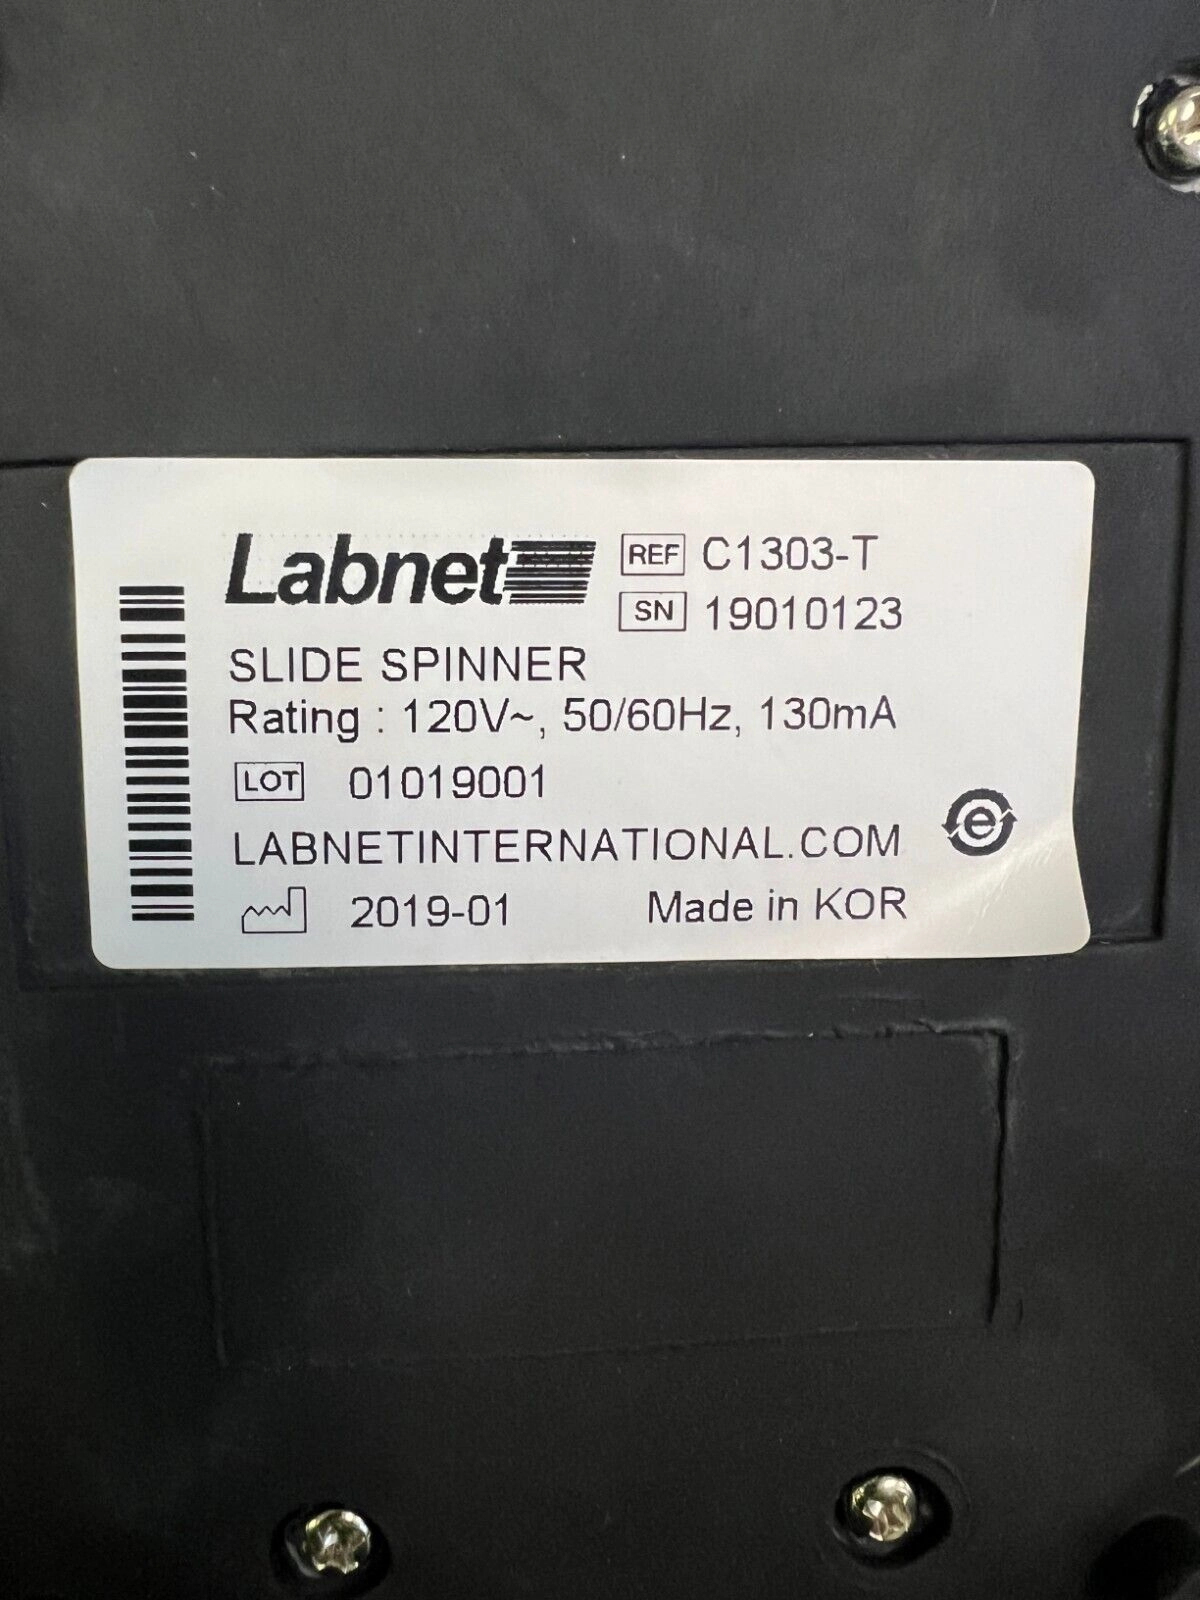 Labnet REF C1303-T
SN 19010123
SLIDE SPINNER
Rating : 120V~, 50/60Hz, 130mA
LOT 01019001
LABNETINTERNATIONAL.COM e
2019-01 Made in KOR